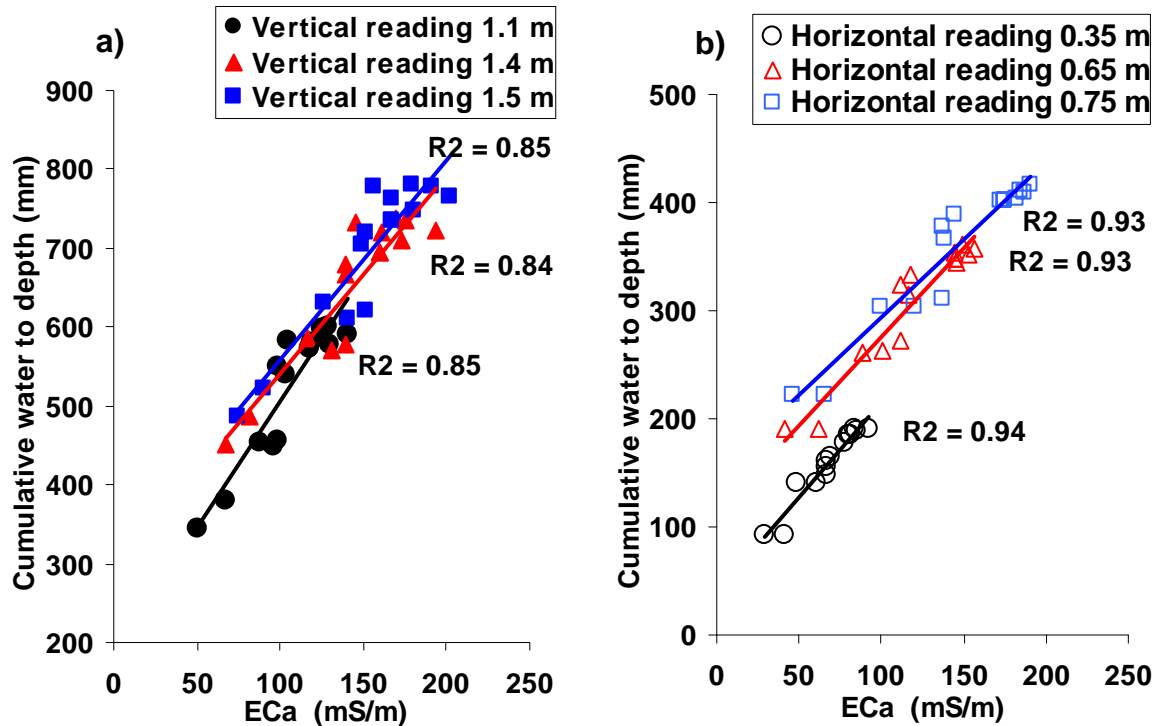 a)
Vertical reading 1.1 m
Vertical reading 1.4 m
Vertical reading 1.5 m
Cumulative water to depth (mm)
900
800
700
600
500
400
300
200
R2 = 0.85
R2 = 0.84
R2 = 0.85
0 50 100 150 200 250
ECa (mS/m)
b)
Horizontal reading 0.35 m
Horizontal reading 0.65 m
Horizontal reading 0.75 m
Cumulative water to depth (mm)
500
400
300
200
100
0
R2 = 0.93
R2 = 0.93
R2 = 0.94
0 50 100 150 200 250
ECa (mS/m)